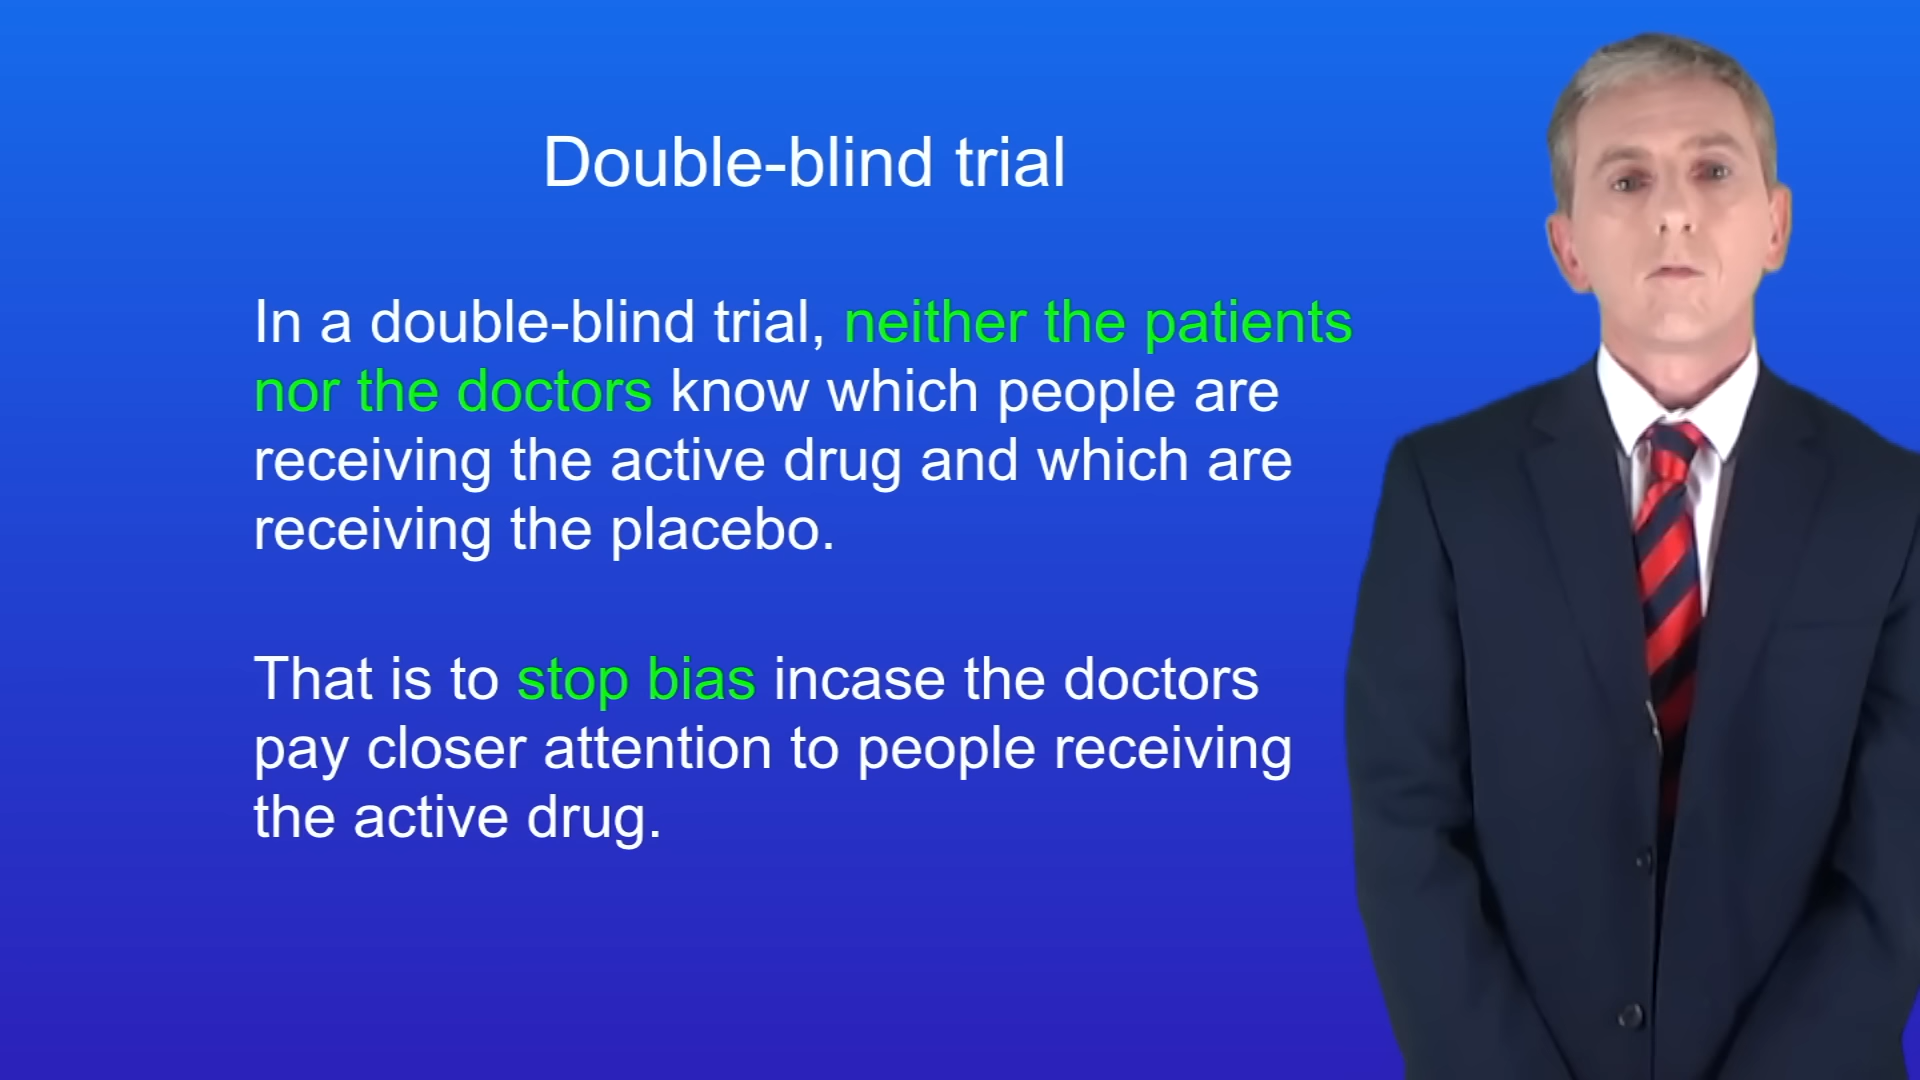 Double-blind trial
In a double-blind trial, neither the patients
nor the doctors know which people are
receiving the active drug and which are
receiving the placebo.
That is to stop bias incase the doctors
pay closer attention to people receiving
the active drug.